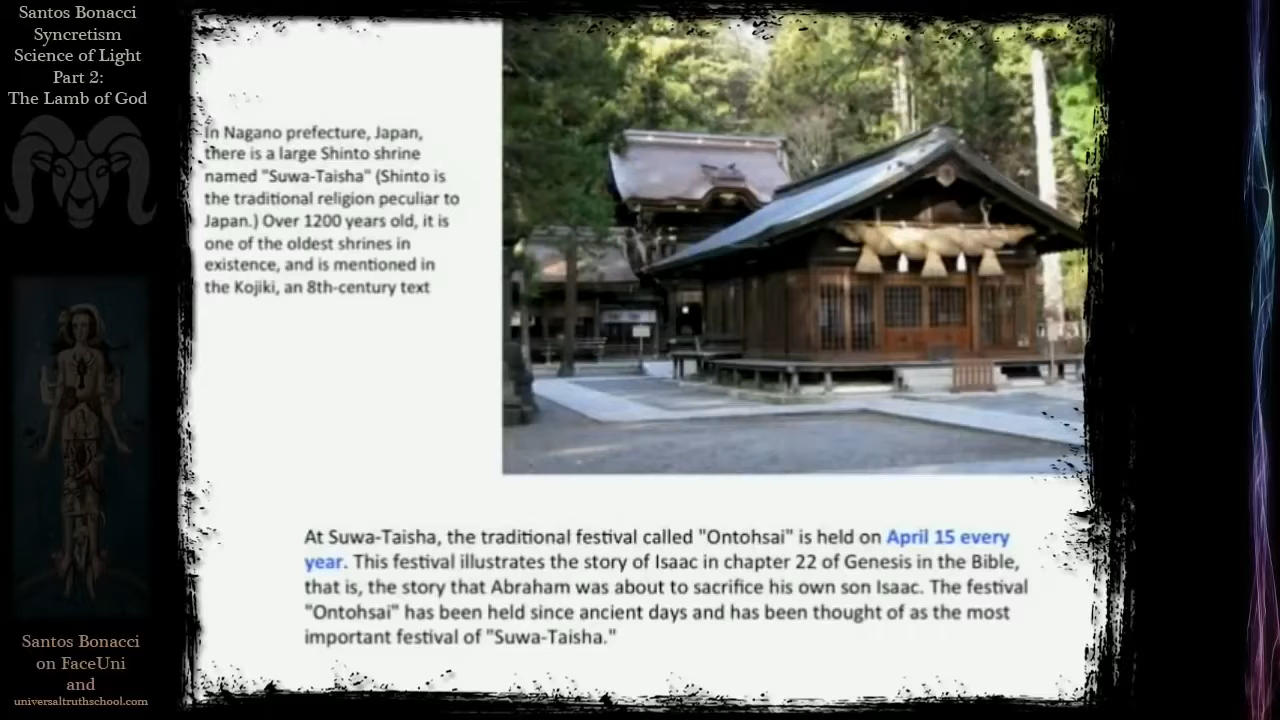 Santos Bonacci
Syncretism
Science of Light
Part 2:
The Lamb of God
In Nagano prefecture, Japan,
there is a large Shinto shrine
named "Suwa-Taisha" (Shinto is
the traditional religion peculiar to
Japan.) Over 1200 years old, it is
one of the oldest shrines in
existence, and is mentioned in
the Kojiki, an 8th-century text
At Suwa-Taisha, the traditional festival called "Ontohsai" is held on April 15 every
year. This festival illustrates the story of Isaac in chapter 22 of Genesis in the Bible,
that is, the story that Abraham was about to sacrifice his own son Isaac. The festival
"Ontohsai" has been held since ancient days and has been thought of as the most
important festival of "Suwa-Taisha."
Santos Bonacci
on FaceUni
and
universaltruthschool.com